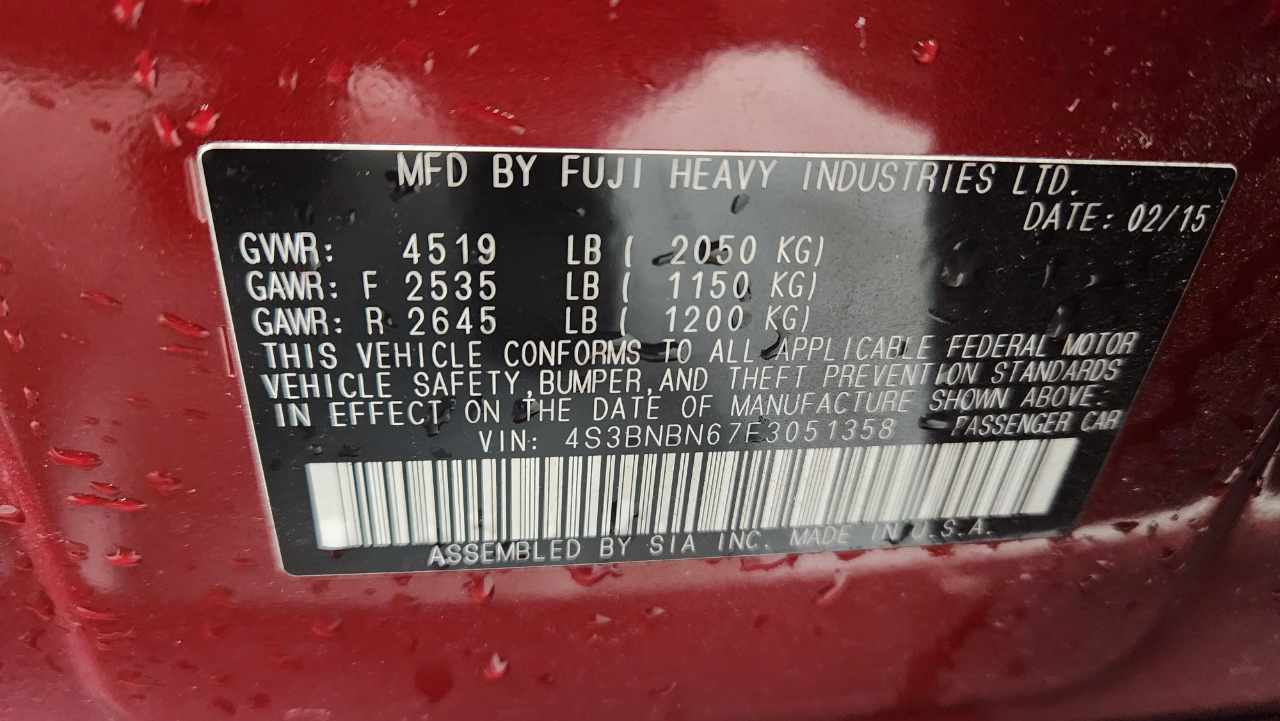 MFD BY FUJI HEAVY INDUSTRIES LTD.
DATE: 02/15
GVWR: 4519 LB ( 2050 KG)
GAWR: F 2535 LB ( 1150 KG)
GAWR: R 2645 LB ( 1200 KG)
THIS VEHICLE CONFORMS TO ALL APPLICABLE FEDERAL MOTOR
VEHICLE SAFETY,BUMPER,AND THEFT PREVENTION STANDARDS
IN EFFECT ON THE DATE OF MANUFACTURE SHOWN ABOVE.
VIN: 4S3BNBN67F3051358 PASSENGER CAR
ASSEMBLED BY SIA INC. MADE IN U.S.A.